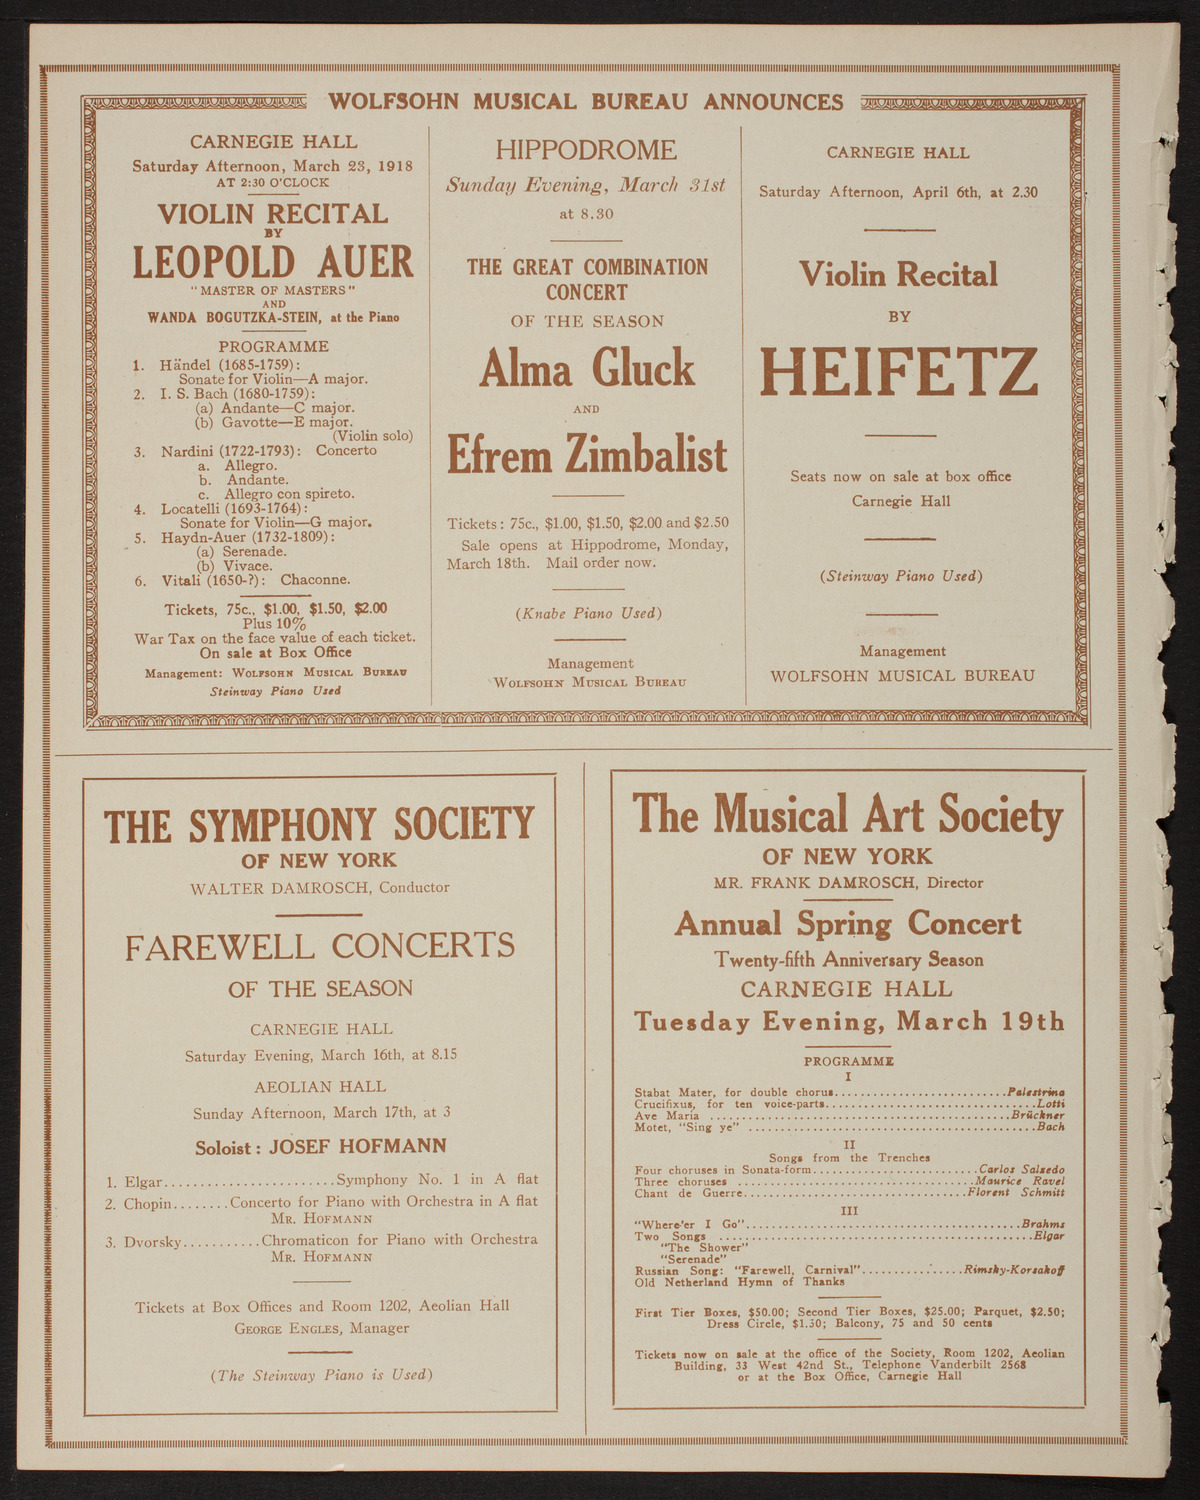 WOLFSOHN MUSICAL BUREAU ANNOUNCES
CARNEGIE HALL
Saturday Afternoon, March 23, 1918
AT 2:30 O'CLOCK
VIOLIN RECITAL
BY
LEOPOLD AUER
"MASTER OF MASTERS"
AND
WANDA BOGUTZKA-STEIN, at the Piano
PROGRAMME
1. Händel (1685-1759):
Sonate for Violin—A major.
2. I. S. Bach (1680-1759):
(a) Andante—C major.
(b) Gavotte—E major.
(Violin solo)
3. Nardini (1722-1793): Concerto
a. Allegro.
b. Andante.
c. Allegro con spireto.
4. Locatelli (1693-1764):
Sonate for Violin—G major.
5. Haydn-Auer (1732-1809):
(a) Serenade.
(b) Vivace.
6. Vitali (1650-?): Chaconne.
Tickets, 75c., $1.00, $1.50, $2.00
Plus 10%
War Tax on the face value of each ticket.
On sale at Box Office
Management: WOLFSOHN MUSICAL BUREAU
Steinway Piano Used
HIPPODROME
Sunday Evening, March 31st
at 8.30
THE GREAT COMBINATION
CONCERT
OF THE SEASON
Alma Gluck
AND
Efrem Zimbalist
Tickets: 75c., $1.00, $1.50, $2.00 and $2.50
Sale opens at Hippodrome, Monday,
March 18th. Mail order now.
(Knabe Piano Used)
Management
WOLFSOHN MUSICAL BUREAU
CARNEGIE HALL
Saturday Afternoon, April 6th, at 2.30
Violin Recital
BY
HEIFETZ
Seats now on sale at box office
Carnegie Hall
(Steinway Piano Used)
Management
WOLFSOHN MUSICAL BUREAU
THE SYMPHONY SOCIETY
OF NEW YORK
WALTER DAMROSCH, Conductor
FAREWELL CONCERTS
OF THE SEASON
CARNEGIE HALL
Saturday Evening, March 16th, at 8.15
AEOLIAN HALL
Sunday Afternoon, March 17th, at 3
Soloist: JOSEF HOFMANN
1. Elgar........................Symphony No. 1 in A flat
2. Chopin........Concerto for Piano with Orchestra in A flat
MR. HOFMANN
3. Dvorsky...........Chromaticon for Piano with Orchestra
MR. HOFMANN
Tickets at Box Offices and Room 1202, Aeolian Hall
GEORGE ENGLES, Manager
(The Steinway Piano is Used)
The Musical Art Society
OF NEW YORK
MR. FRANK DAMROSCH, Director
Annual Spring Concert
Twenty-fifth Anniversary Season
CARNEGIE HALL
Tuesday Evening, March 19th
PROGRAMME
I
Stabat Mater, for double chorus...........................Palestrina
Crucifixus, for ten voice-parts.................................Lotti
Ave Maria ...............................................Brückner
Motet, "Sing ye" .............................................Bach
II
Songs from the Trenches
Four choruses in Sonata-form..........................Carlos Salzedo
Three choruses .....................................Maurice Ravel
Chant de Guerre...................................Florent Schmitt
III
"Where'er I Go"...........................................Brahms
Two Songs .................................................Elgar
"The Shower"
"Serenade"
Russian Song: "Farewell, Carnival"................Rimsky-Korsakoff
Old Netherland Hymn of Thanks
First Tier Boxes, $50.00; Second Tier Boxes, $25.00; Parquet, $2.50;
Dress Circle, $1.30; Balcony, 75 and 50 cents
Tickets now on sale at the office of the Society, Room 1202, Aeolian
Building, 33 West 42nd St., Telephone Vanderbilt 2568
or at the Box Office, Carnegie Hall